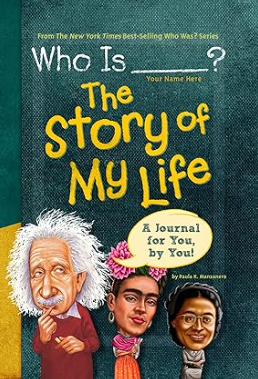 From The New York Times Best-Selling Who Was? Series
Who Is _____?
Your Name Here
The
Story of
My Life
A Journal
for You,
by You!
by Paula K. Manzanero